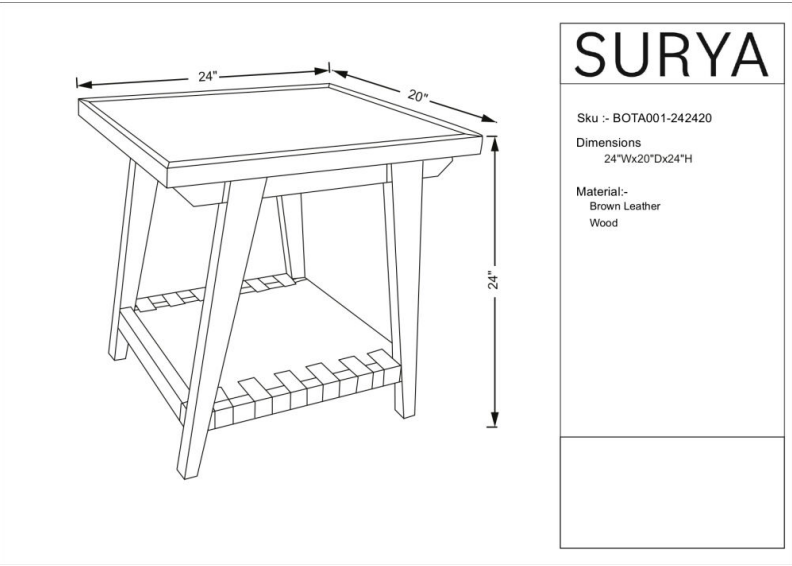 24"
20"
24"
SURYA
Sku :- BOTA001-242420
Dimensions
24"Wx20"Dx24"H
Material:-
Brown Leather
Wood